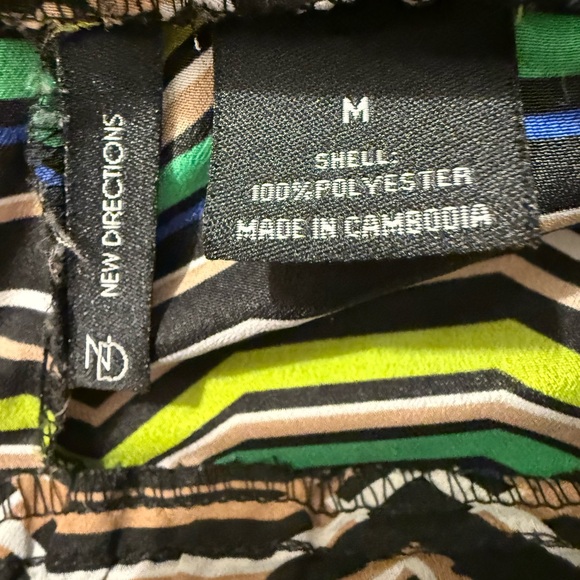 NEW DIRECTIONS
ND
M
SHELL:
100% POLYESTER
MADE IN CAMBODIA